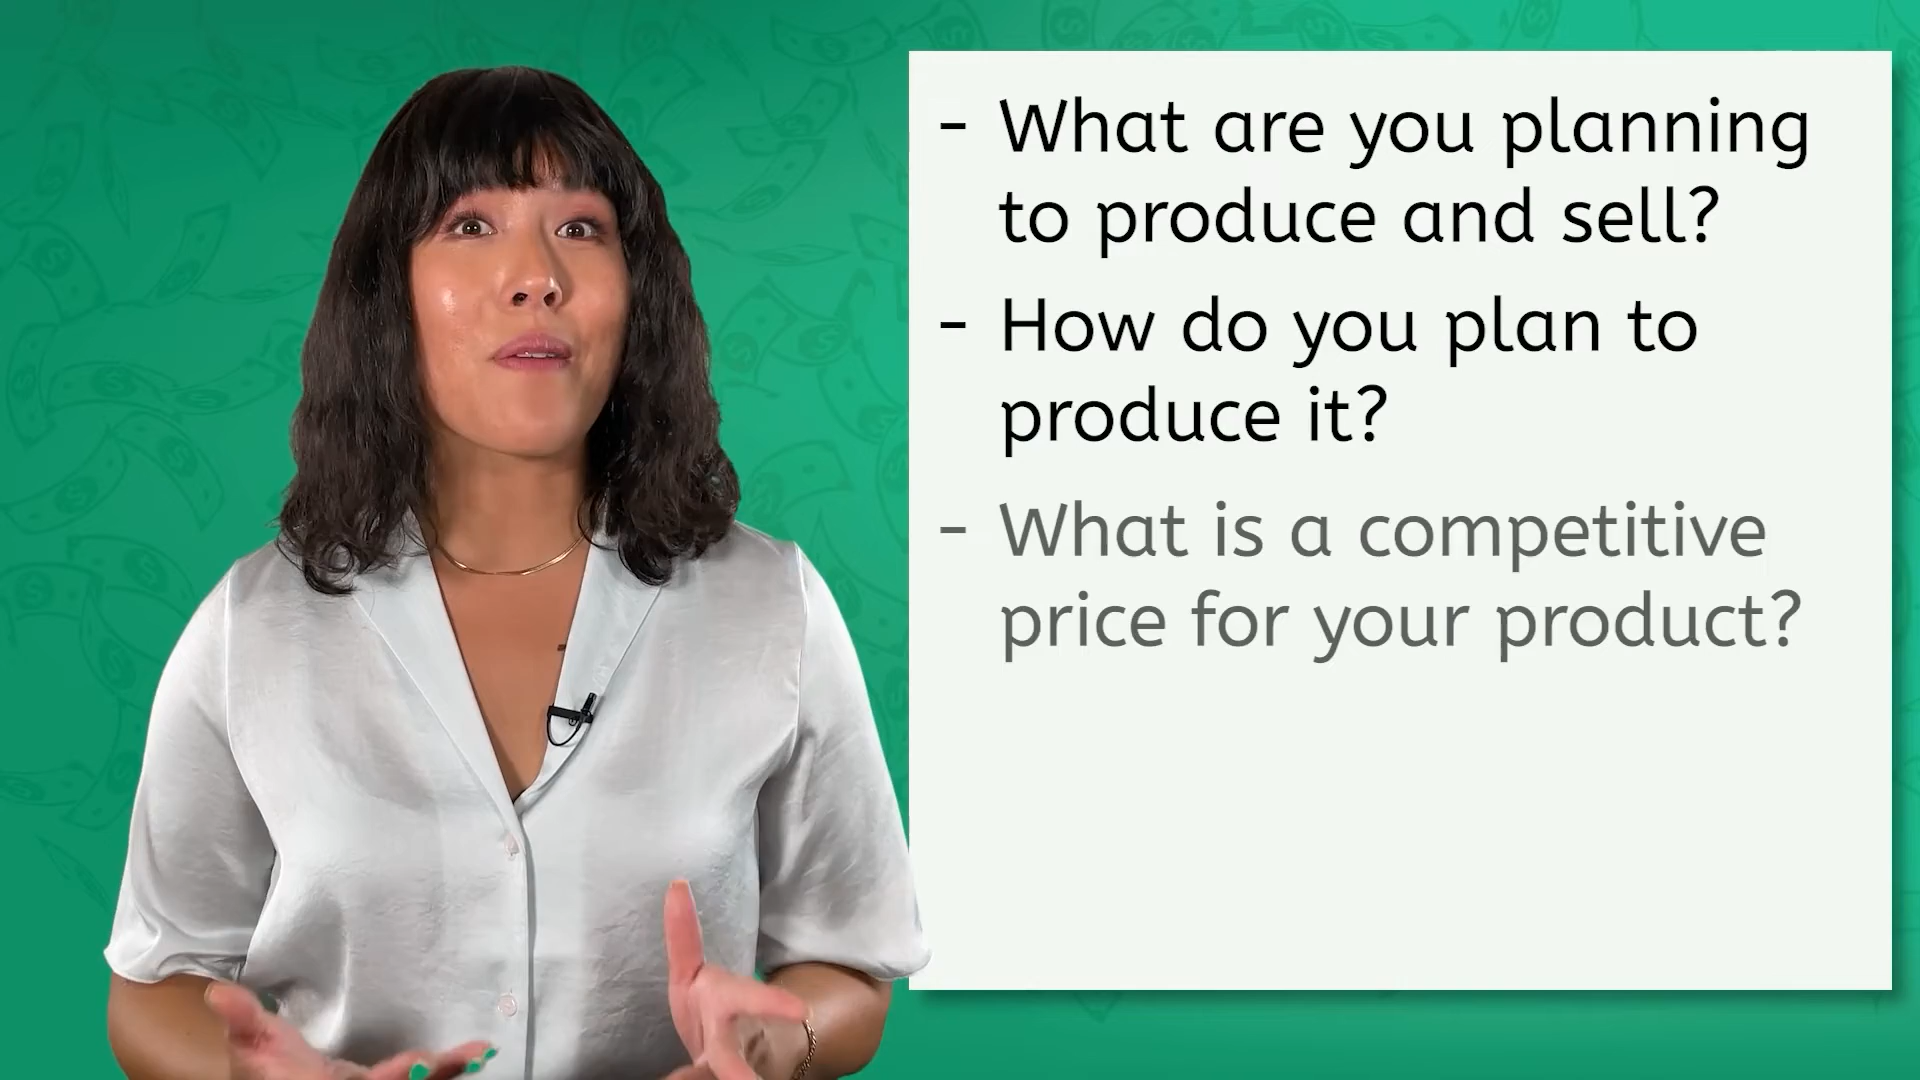 - What are you planning
to produce and sell?
- How do you plan to
produce it?
- What is a competitive
price for your product?